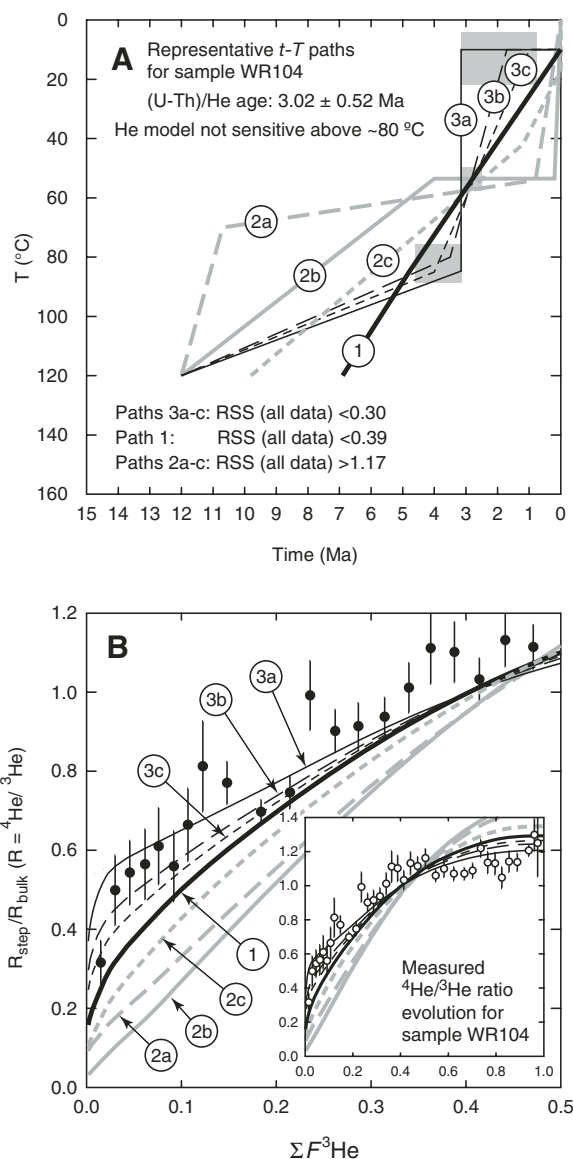 0
20
40
60
80
100
120
140
160
T (°C)
A
Representative t-T paths
for sample WR104
(U-Th)/He age: 3.02 ± 0.52 Ma
He model not sensitive above ~80 ºC
3c
3b
3a
2a
2b
2c
1
Paths 3a-c: RSS (all data) <0.30
Path 1: RSS (all data) <0.39
Paths 2a-c: RSS (all data) >1.17
15 14 13 12 11 10 9 8 7 6 5 4 3 2 1 0
Time (Ma)
B
1.2
1.0
0.8
0.6
0.4
0.2
0.0
Rstep/Rbulk (R = 4He/ 3He)
3a
3b
3c
1
2c
2b
2a
1.4
1.2
1.0
0.8
0.6
0.4
0.2
0.0
Measured
4He/3He ratio
evolution for
sample WR104
0.0 0.2 0.4 0.6 0.8 1.0
0.0 0.1 0.2 0.3 0.4 0.5
ΣF3He